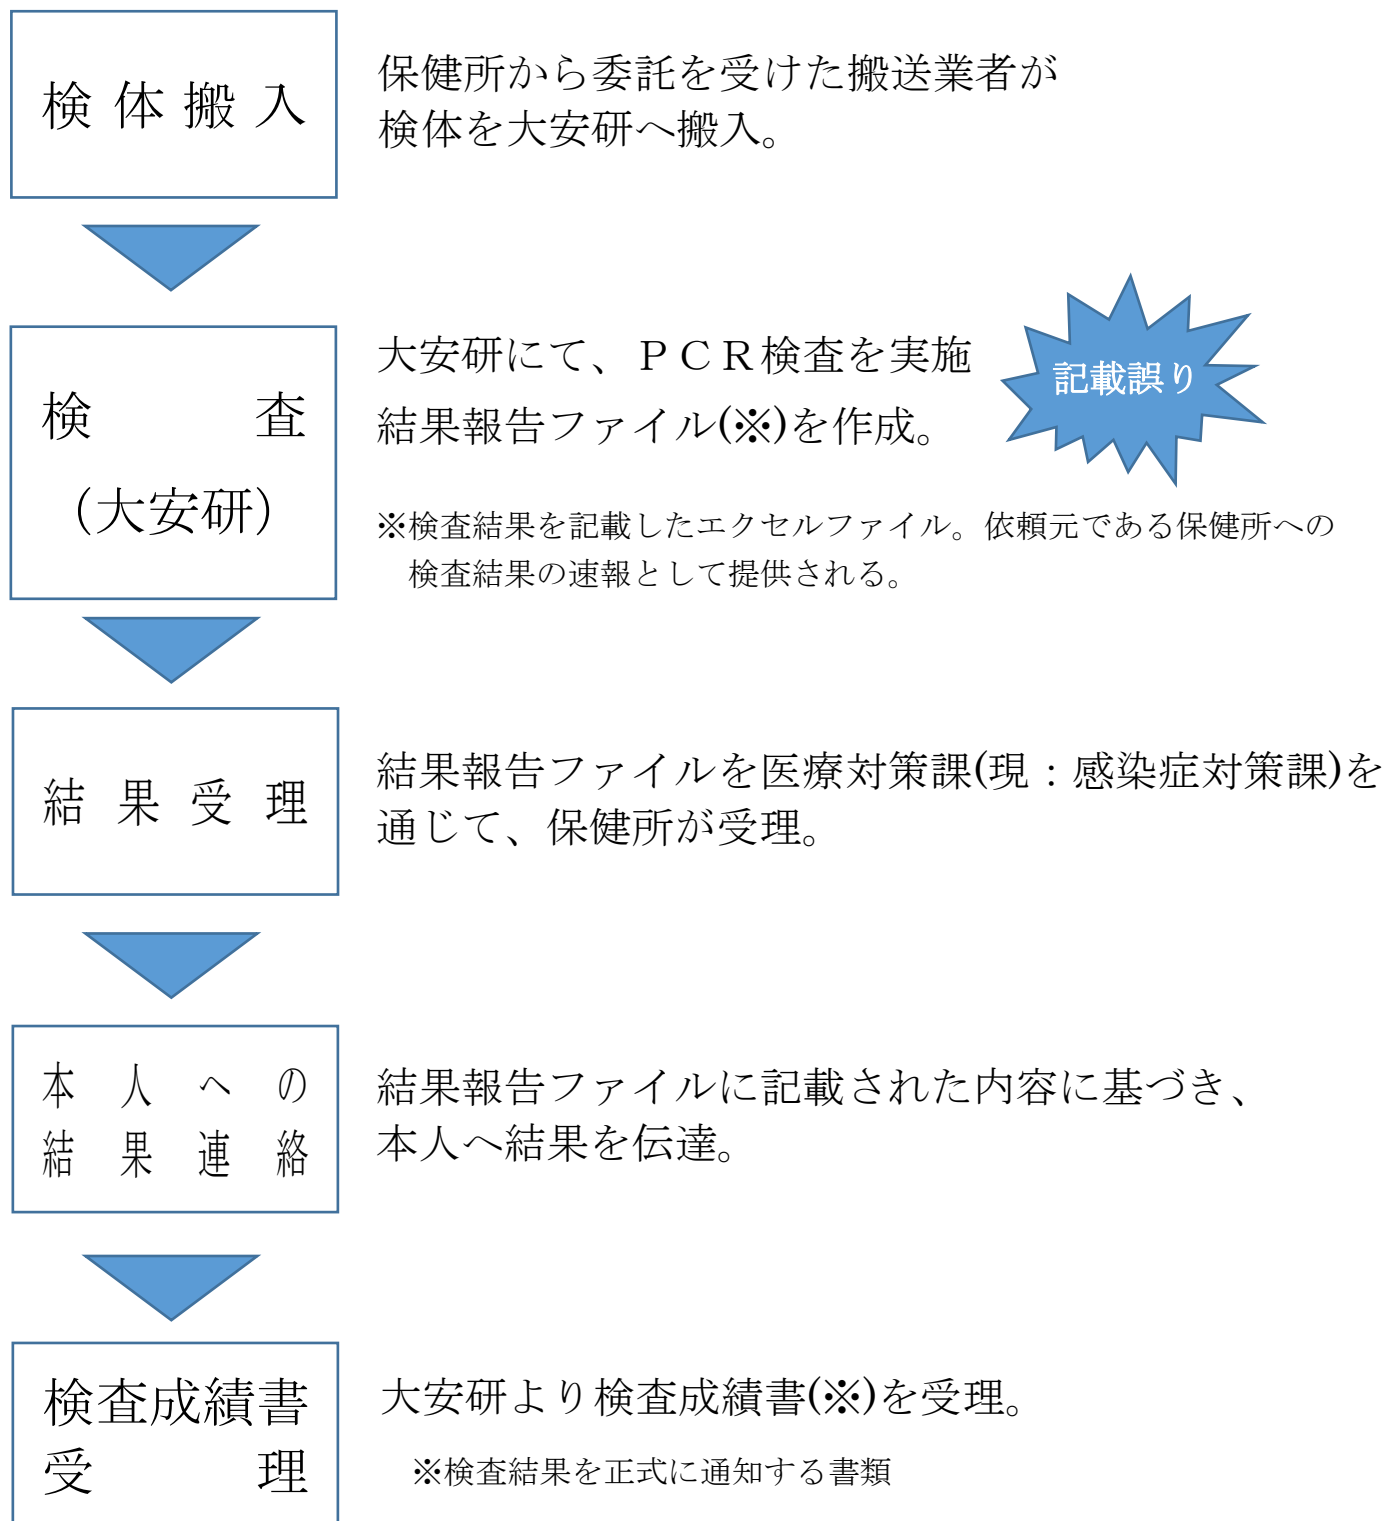 検体搬入
保健所から委託を受けた搬送業者が
検体を大安研へ搬入。
検査
（大安研）
大安研にて、ＰＣＲ検査を実施
結果報告ファイル(※)を作成。
記載誤り
※検査結果を記載したエクセルファイル。依頼元である保健所への
検査結果の速報として提供される。
結果受理
結果報告ファイルを医療対策課(現：感染症対策課)を
通じて、保健所が受理。
本人への
結果連絡
結果報告ファイルに記載された内容に基づき、
本人へ結果を伝達。
検査成績書
受理
大安研より検査成績書(※)を受理。
※検査結果を正式に通知する書類